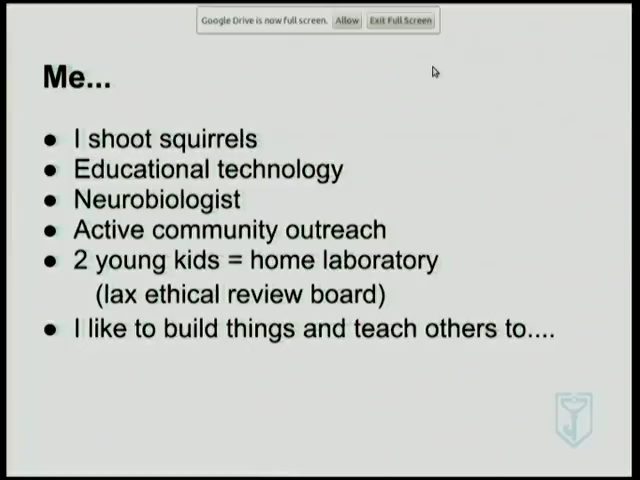 Google Drive is now full screen. Allow Exit Full Screen
Me...
● I shoot squirrels
● Educational technology
● Neurobiologist
● Active community outreach
● 2 young kids = home laboratory
(lax ethical review board)
● I like to build things and teach others to....